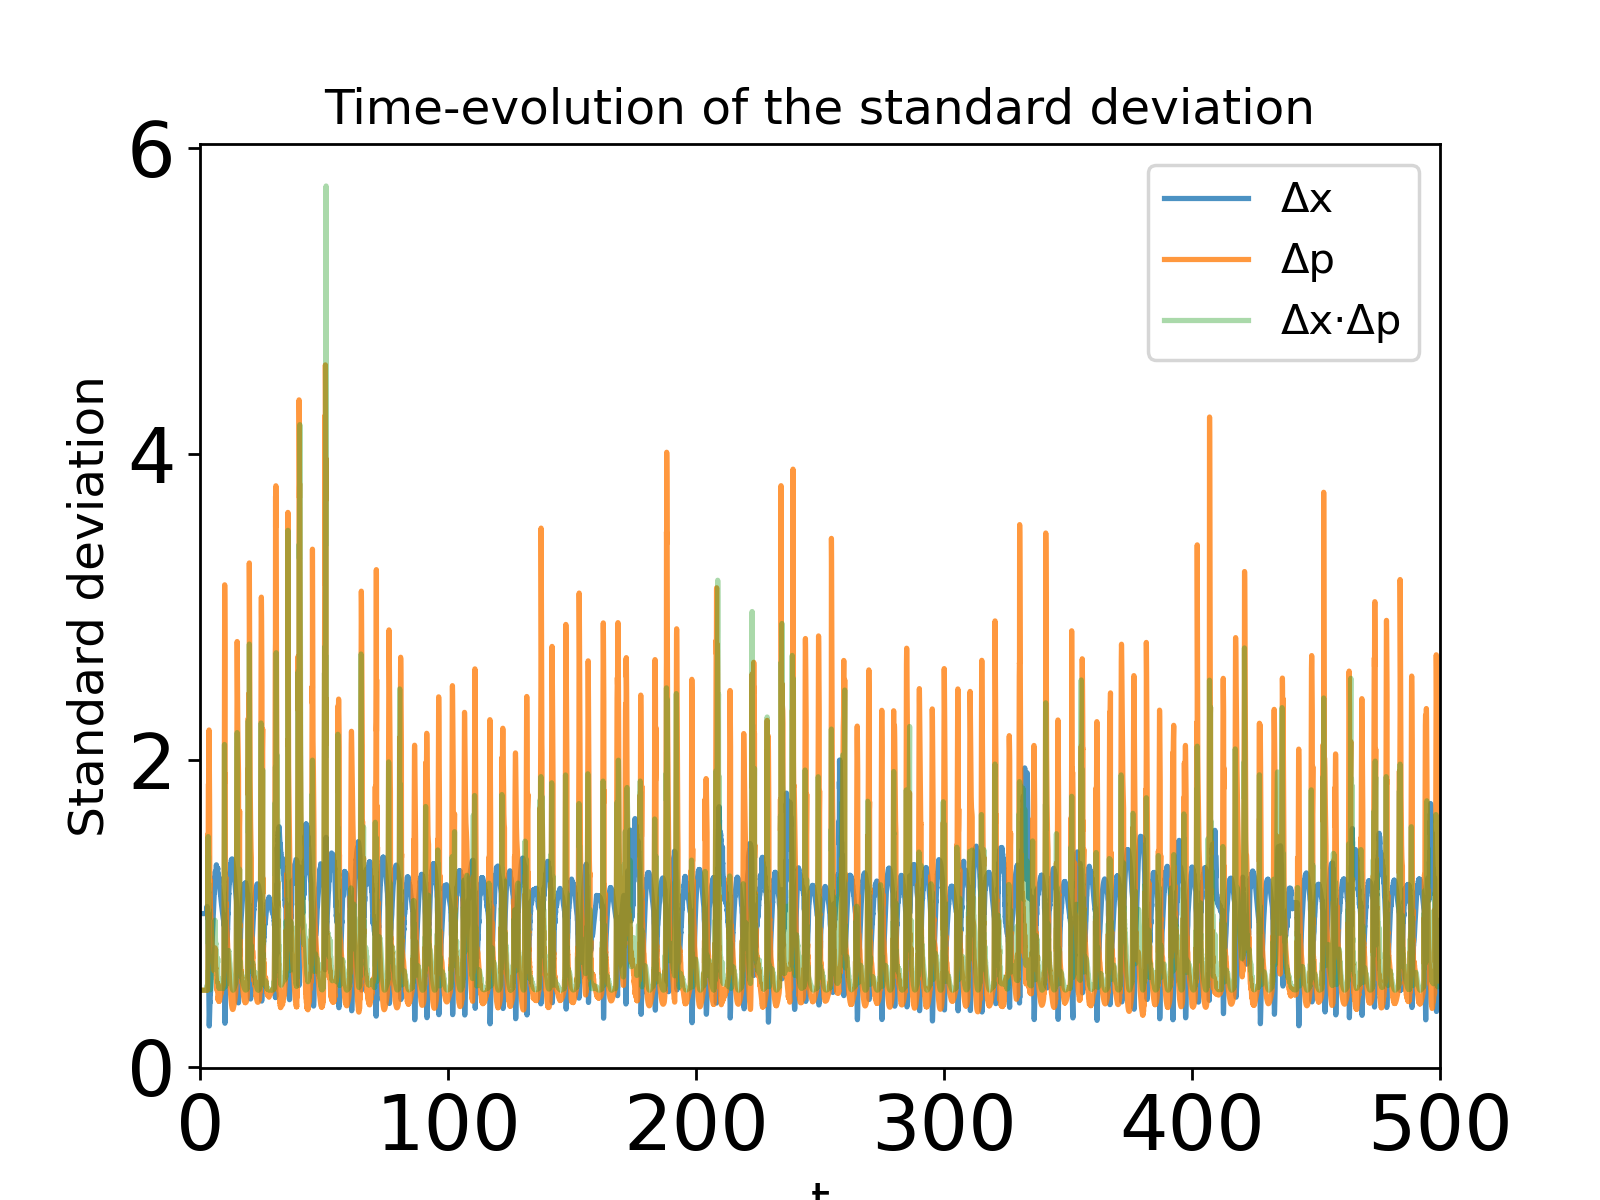 Time-evolution of the standard deviation
Standard deviation
6
4
2
0
0 100 200 300 400 500
t
Δx
Δp
Δx·Δp